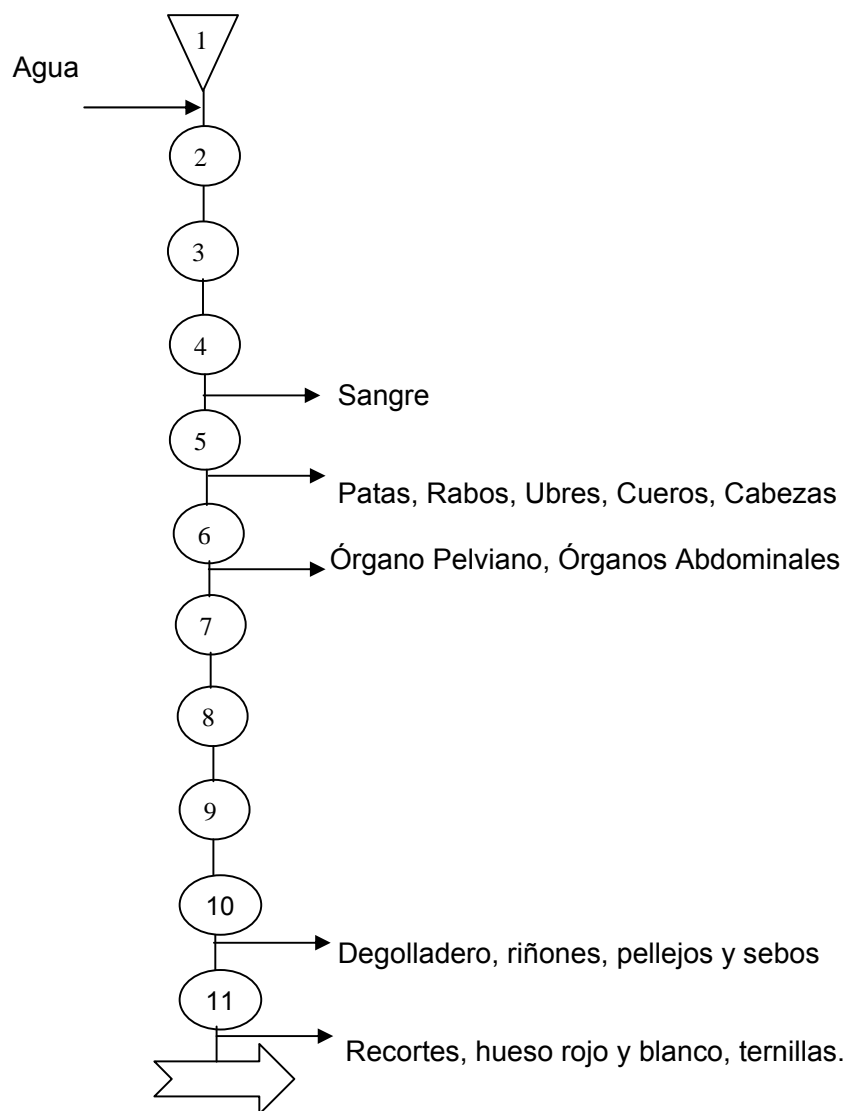 1
Agua
2
3
4
Sangre
5
Patas, Rabos, Ubres, Cueros, Cabezas
6
Órgano Pelviano, Órganos Abdominales
7
8
9
10
Degolladero, riñones, pellejos y sebos
11
Recortes, hueso rojo y blanco, ternillas.